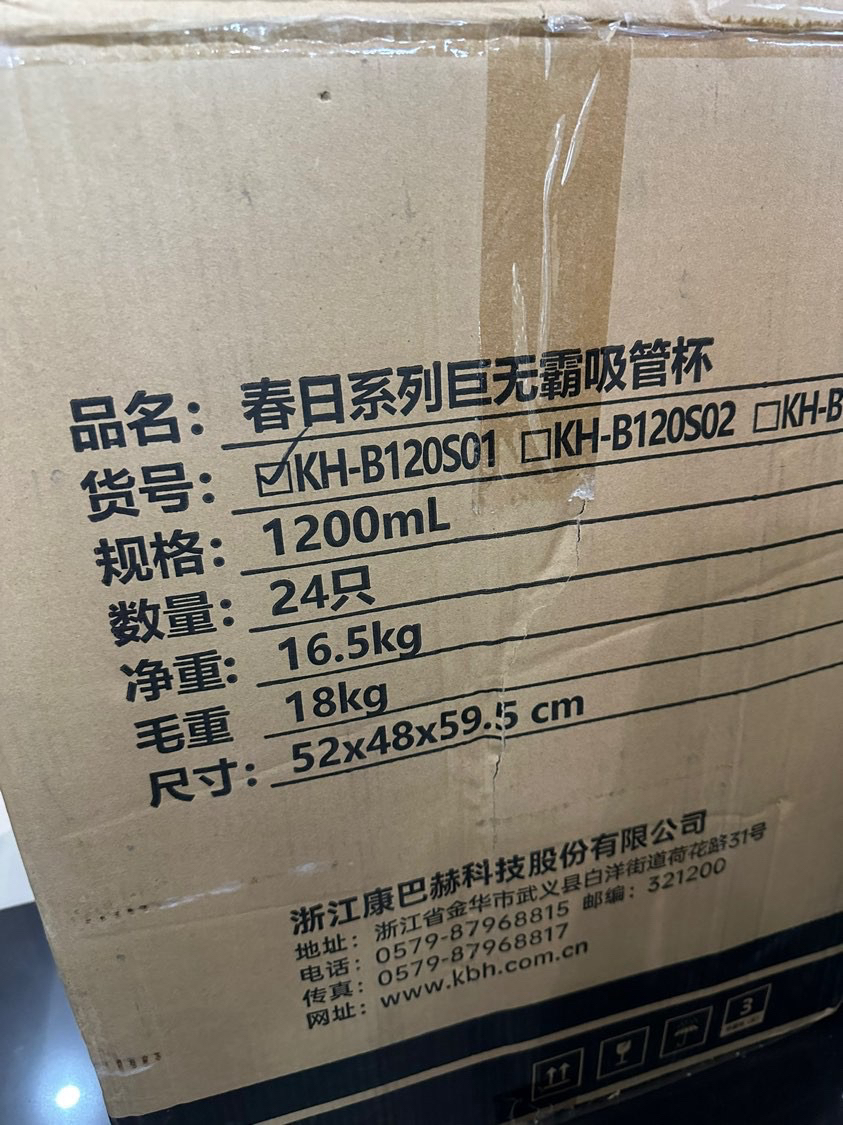 品名：春日系列巨无霸吸管杯
货号：☑KH-B120S01 □KH-B120S02 □KH-B
规格：1200mL
数量：24只
净重：16.5kg
毛重 18kg
尺寸：52x48x59.5 cm
浙江康巴赫科技股份有限公司
地址：浙江省金华市武义县白洋街道荷花路31号
电话：0579-87968815 邮编：321200
传真：0579-87968817
网址：www.kbh.com.cn
3